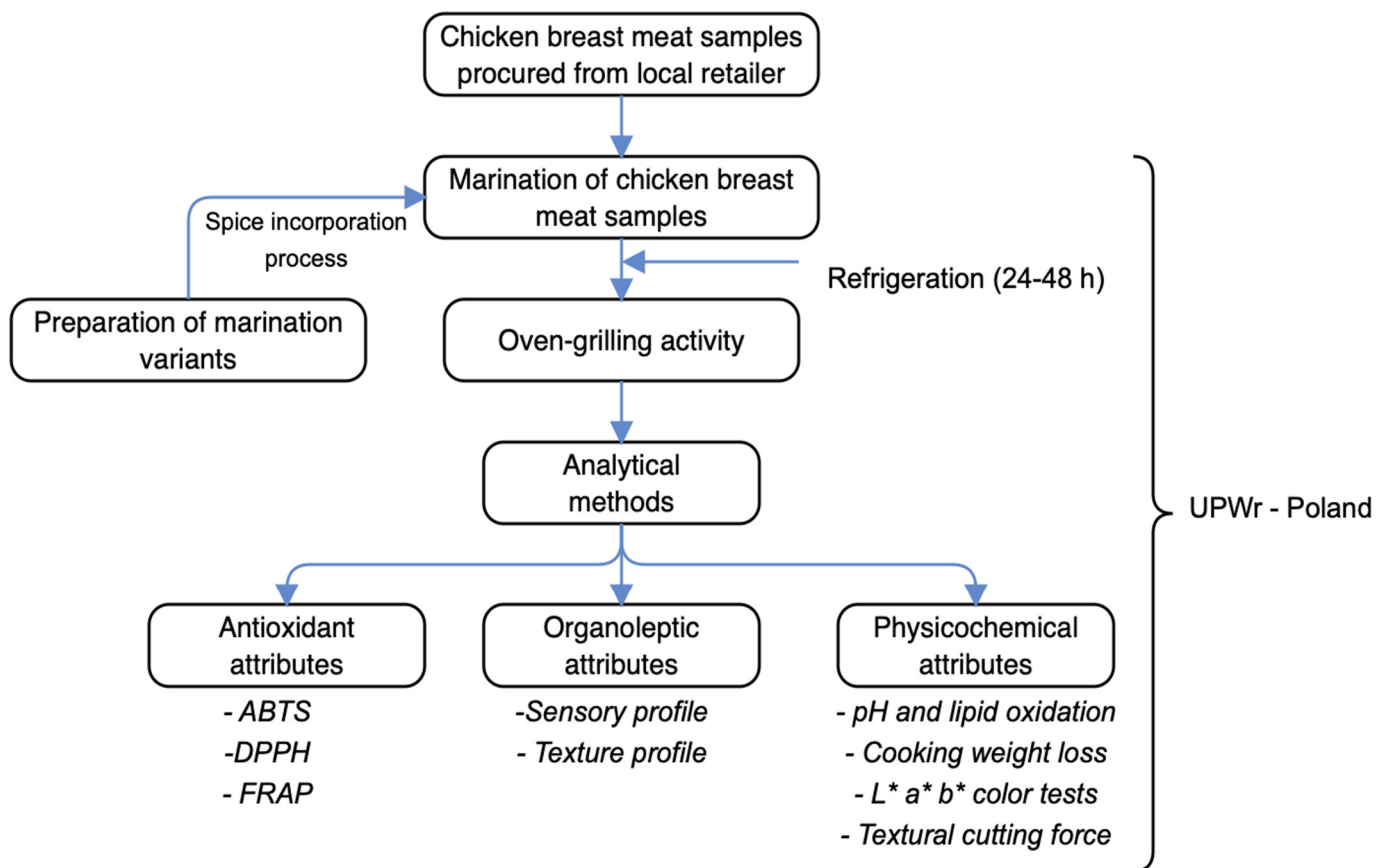 Chicken breast meat samples
procured from local retailer
Marination of chicken breast
meat samples
Spice incorporation
process
Refrigeration (24-48 h)
Preparation of marination
variants
Oven-grilling activity
Analytical
methods
UPWr - Poland
Antioxidant
attributes
- ABTS
-DPPH
- FRAP
Organoleptic
attributes
-Sensory profile
- Texture profile
Physicochemical
attributes
- pH and lipid oxidation
- Cooking weight loss
- L* a* b* color tests
- Textural cutting force